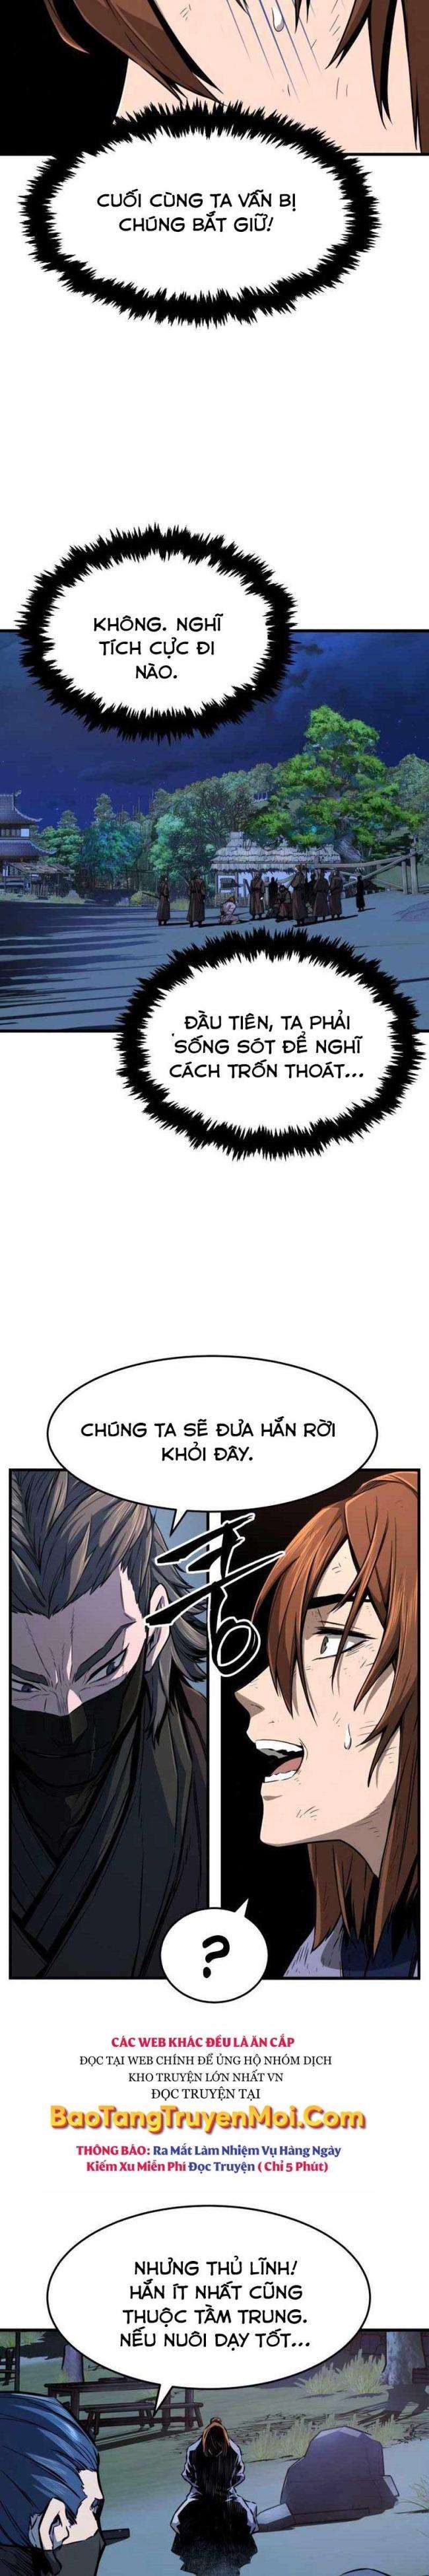 CUỐI CÙNG TA VẪN BỊ
CHÚNG BẮT GIỮ!
KHÔNG. NGHĨ
TÍCH CỰC ĐI
NÀO.
ĐẦU TIÊN, TA PHẢI
SỐNG SÓT ĐỂ NGHĨ
CÁCH TRỐN THOÁT...
CHÚNG TA SẼ ĐƯA HẮN RỜI
KHỎI ĐÂY.
?
CÁC WEB KHÁC ĐỀU LÀ ĂN CẮP
ĐỌC TẠI WEB CHÍNH ĐỂ ỦNG HỘ NHÓM DỊCH
KHO TRUYỆN LỚN NHẤT VN
ĐỌC TRUYỆN TẠI
BaoTangTruyenMoi.Com
THÔNG BÁO: Ra Mắt Làm Nhiệm Vụ Hàng Ngày
Kiếm Xu Miễn Phí Đọc Truyện ( Chỉ 5 Phút)
NHƯNG THỦ LĨNH!
HẮN ÍT NHẤT CŨNG
THUỘC TẦM TRUNG.
NẾU NUÔI DẠY TỐT...